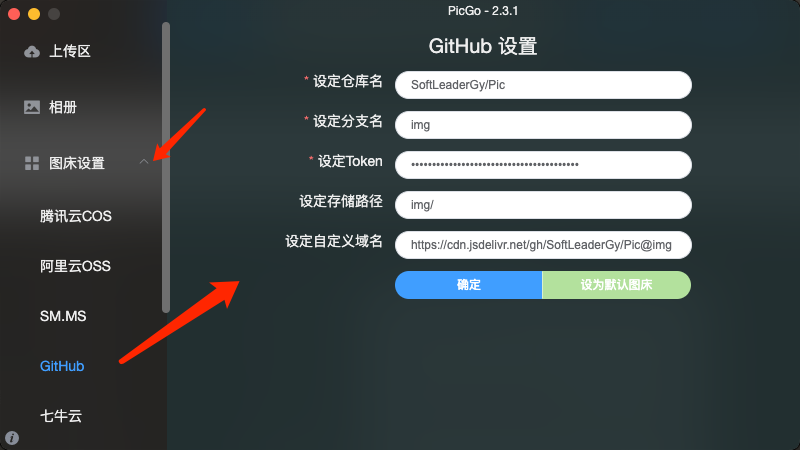 PicGo - 2.3.1
上传区
相册
图床设置
腾讯云COS
阿里云OSS
SM.MS
GitHub
七牛云
GitHub 设置
* 设定仓库名 SoftLeaderGy/Pic
* 设定分支名 img
* 设定Token ••••••••••••••••••••••••••••••••••••••••
设定存储路径 img/
设定自定义域名 https://cdn.jsdelivr.net/gh/SoftLeaderGy/Pic@img
确定 设为默认图床